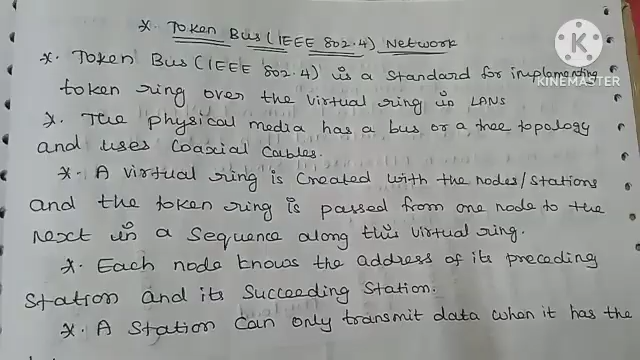 * Token Bus (IEEE 802.4) Network
* Token Bus (IEEE 802.4) is a Standard for implementing
token ring over the virtual ring in LANS
* The physical media has a bus or a tree topology
and uses Coaxial Cables.
* A virtual ring is created with the nodes/stations
and the token ring is passed from one node to the
next in a sequence along this virtual ring.
* Each node knows the address of its preceding
Station and its Succeeding Station.
* A Station can only transmit data when it has the
K
KINEMASTER